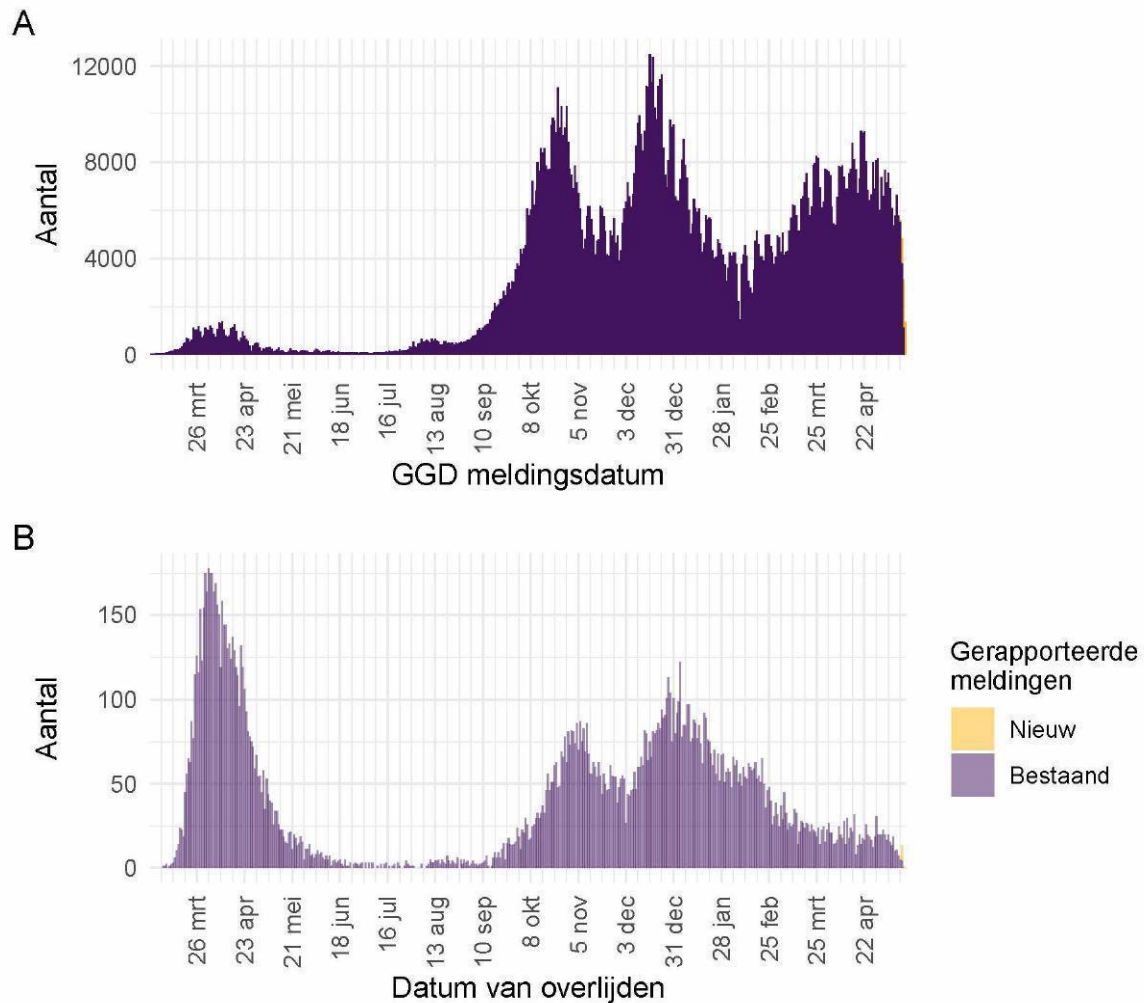 A
Aantal
12000
8000
4000
0
26 mrt
23 apr
21 mei
18 jun
16 jul
13 aug
10 sep
8 okt
5 nov
3 dec
31 dec
28 jan
25 feb
25 mrt
22 apr
GGD meldingsdatum
B
Aantal
150
100
50
0
26 mrt
23 apr
21 mei
18 jun
16 jul
13 aug
10 sep
8 okt
5 nov
3 dec
31 dec
28 jan
25 feb
25 mrt
22 apr
Datum van overlijden
Gerapporteerde
meldingen
Nieuw
Bestaand